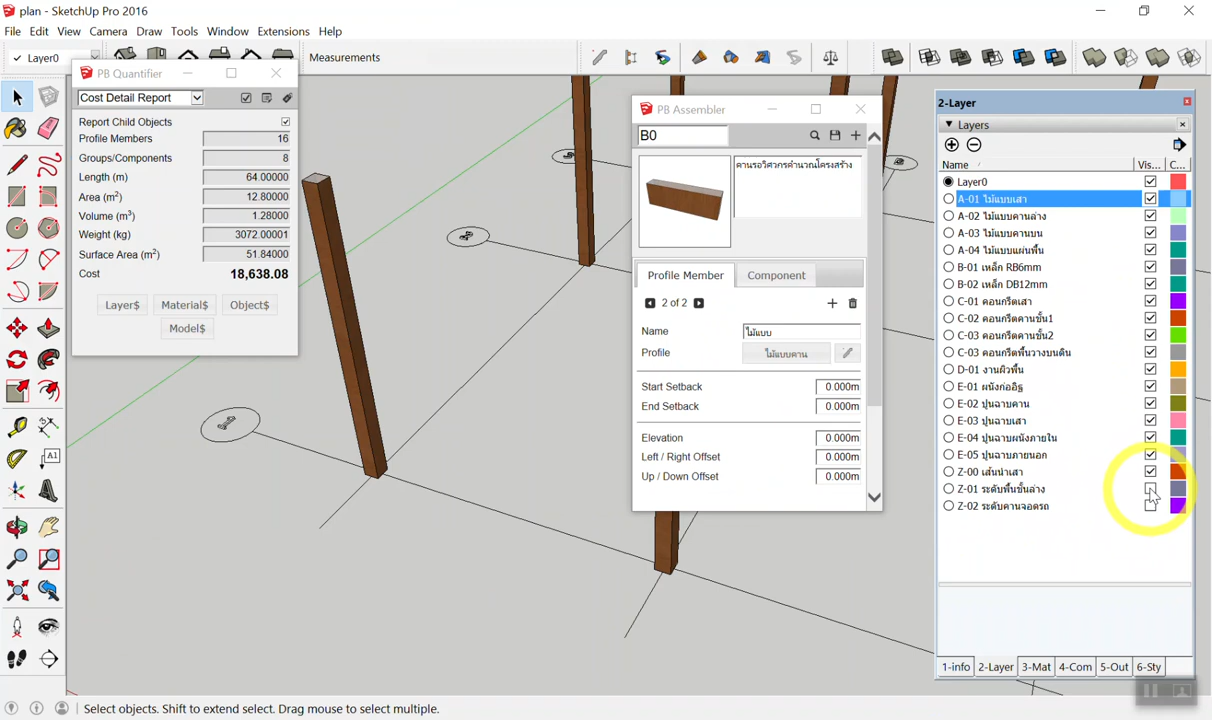 plan - SketchUp Pro 2016
File Edit View Camera Draw Tools Window Extensions Help
Layer0
Measurements
PB Quantifier
Cost Detail Report
Report Child Objects
Profile Members 16
Groups/Components 8
Length (m) 64.00000
Area (m²) 12.80000
Volume (m³) 1.28000
Weight (kg) 3072.00001
Surface Area (m²) 51.84000
Cost 18,638.08
Layer$ Material$ Object$
Model$
PB Assembler
B0
คานรอวิศวกรคำนวณโครงสร้าง
Profile Member Component
2 of 2
Name ไม้แบบ
Profile ไม้แบบคาน
Start Setback 0.000m
End Setback 0.000m
Elevation 0.000m
Left / Right Offset 0.000m
Up / Down Offset 0.000m
2-Layer
Layers
Name Vis... C...
Layer0
A-01 ไม้แบบเสา
A-02 ไม้แบบคานล่าง
A-03 ไม้แบบคานบน
A-04 ไม้แบบแผ่นพื้น
B-01 เหล็ก RB6mm
B-02 เหล็ก DB12mm
C-01 คอนกรีตเสา
C-02 คอนกรีตคานชั้น1
C-03 คอนกรีตคานชั้น2
C-03 คอนกรีตพื้นวางบนดิน
D-01 งานผิวพื้น
E-01 ผนังก่ออิฐ
E-02 ปูนฉาบคาน
E-03 ปูนฉาบเสา
E-04 ปูนฉาบผนังภายใน
E-05 ปูนฉาบภายนอก
Z-00 เส้นนำเสา
Z-01 ระดับพื้นชั้นล่าง
Z-02 ระดับคานจอดรถ
1-info 2-Layer 3-Mat 4-Com 5-Out 6-Sty
Select objects. Shift to extend select. Drag mouse to select multiple.